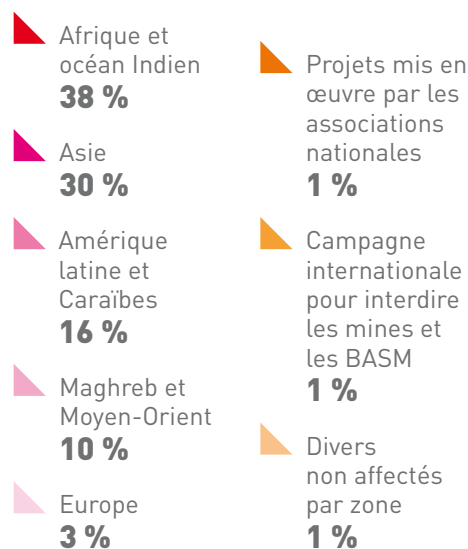 Afrique et
océan Indien
38 %
Asie
30 %
Amérique
latine et
Caraïbes
16 %
Maghreb et
Moyen-Orient
10 %
Europe
3 %
Projets mis en
œuvre par les
associations
nationales
1 %
Campagne
internationale
pour interdire
les mines et
les BASM
1 %
Divers
non affectés
par zone
1 %